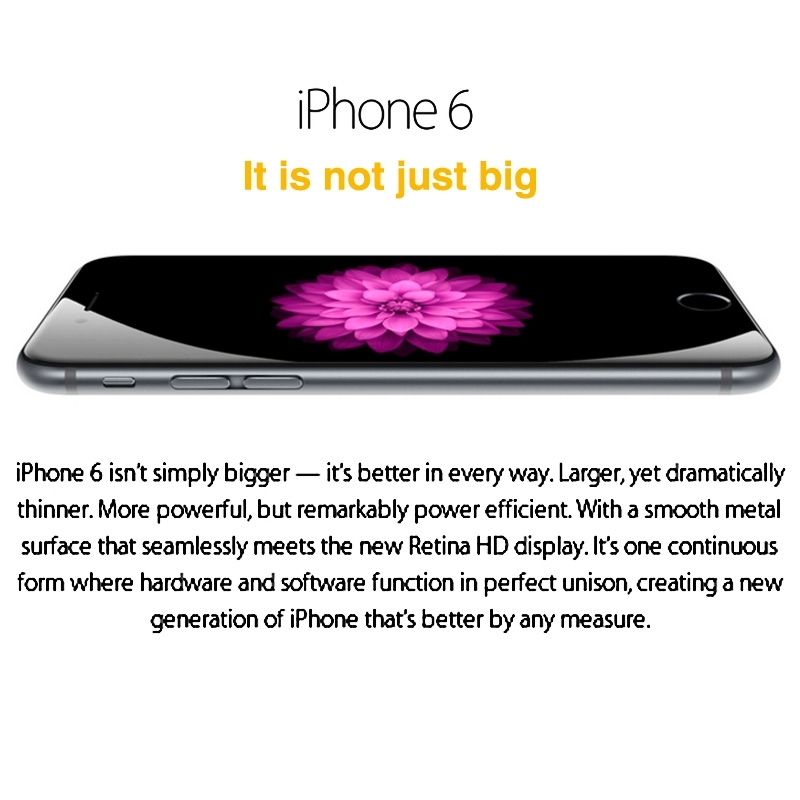 iPhone 6
It is not just big
iPhone 6 isn't simply bigger — it's better in every way. Larger, yet dramatically
thinner. More powerful, but remarkably power efficient. With a smooth metal
surface that seamlessly meets the new Retina HD display. It's one continuous
form where hardware and software function in perfect unison, creating a new
generation of iPhone that's better by any measure.